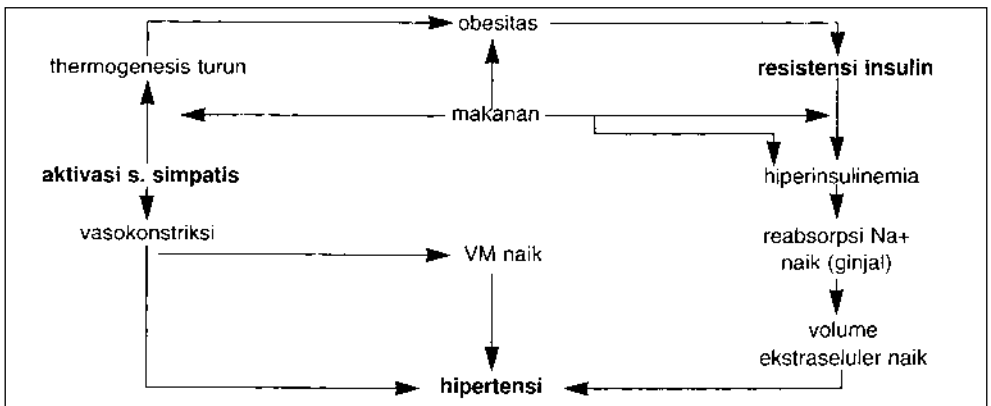 obesitas
thermogenesis turun
resistensi insulin
makanan
aktivasi s. simpatis
hiperinsulinemia
vasokonstriksi
reabsorpsi Na+
naik (ginjal)
VM naik
volume
ekstraseluler naik
hipertensi